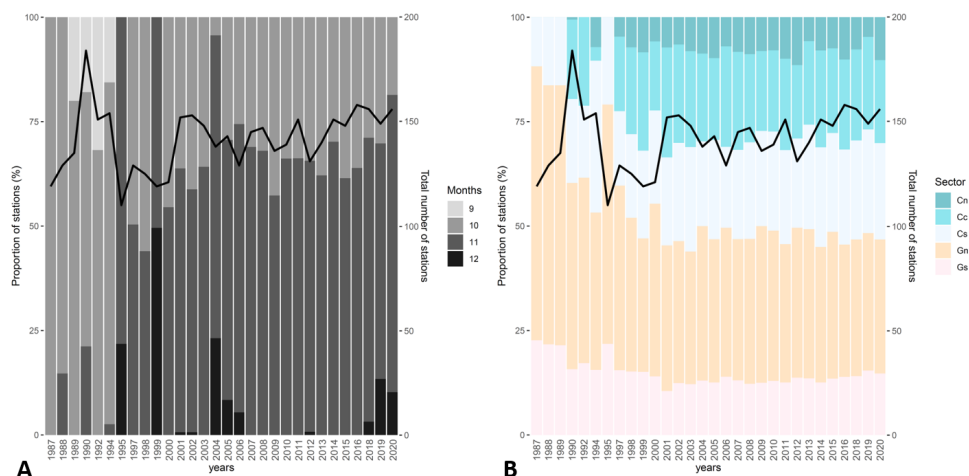 100
75
50
25
0
Proportion of stations (%)
200
150
100
50
0
Total number of stations
Months
9
10
11
12
1987 1988 1989 1990 1992 1994 1995 1997 1998 1999 2000 2001 2002 2003 2004 2005 2006 2007 2008 2009 2010 2011 2012 2013 2014 2015 2016 2018 2019 2020
years
A
100
75
50
25
0
Proportion of stations (%)
200
150
100
50
0
Total number of stations
Sector
Cn
Cc
Cs
Gn
Gs
1987 1988 1989 1990 1992 1994 1995 1997 1998 1999 2000 2001 2002 2003 2004 2005 2006 2007 2008 2009 2010 2011 2012 2013 2014 2015 2016 2018 2019 2020
years
B